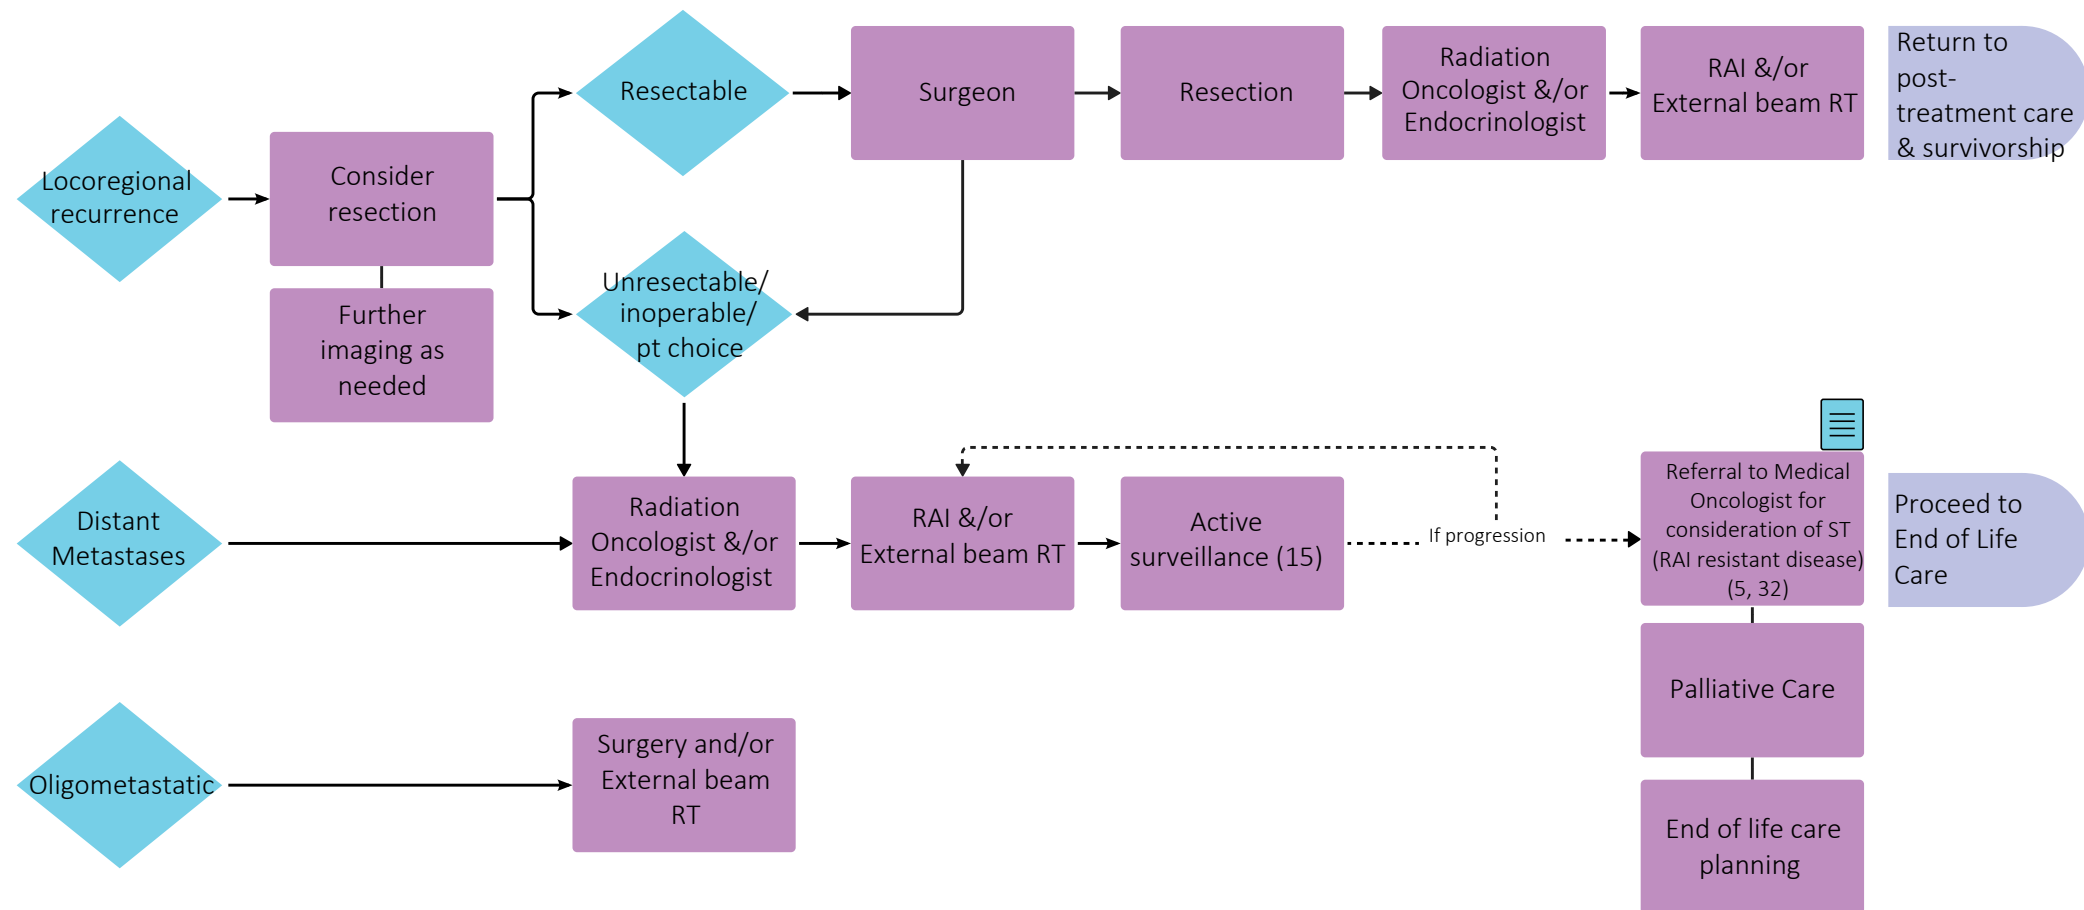 Locoregional
recurrence
Consider
resection
Further
imaging as
needed
Resectable
Surgeon
Resection
Radiation
Oncologist &/or
Endocrinologist
RAI &/or
External beam RT
Return to
post-
treatment care
& survivorship
Unresectable/
inoperable/
pt choice
Distant
Metastases
Radiation
Oncologist &/or
Endocrinologist
RAI &/or
External beam RT
Active
surveillance (15)
If progression
Referral to Medical
Oncologist for
consideration of ST
(RAI resistant disease)
(5, 32)
Proceed to
End of Life
Care
Palliative Care
End of life care
planning
Oligometastatic
Surgery and/or
External beam
RT